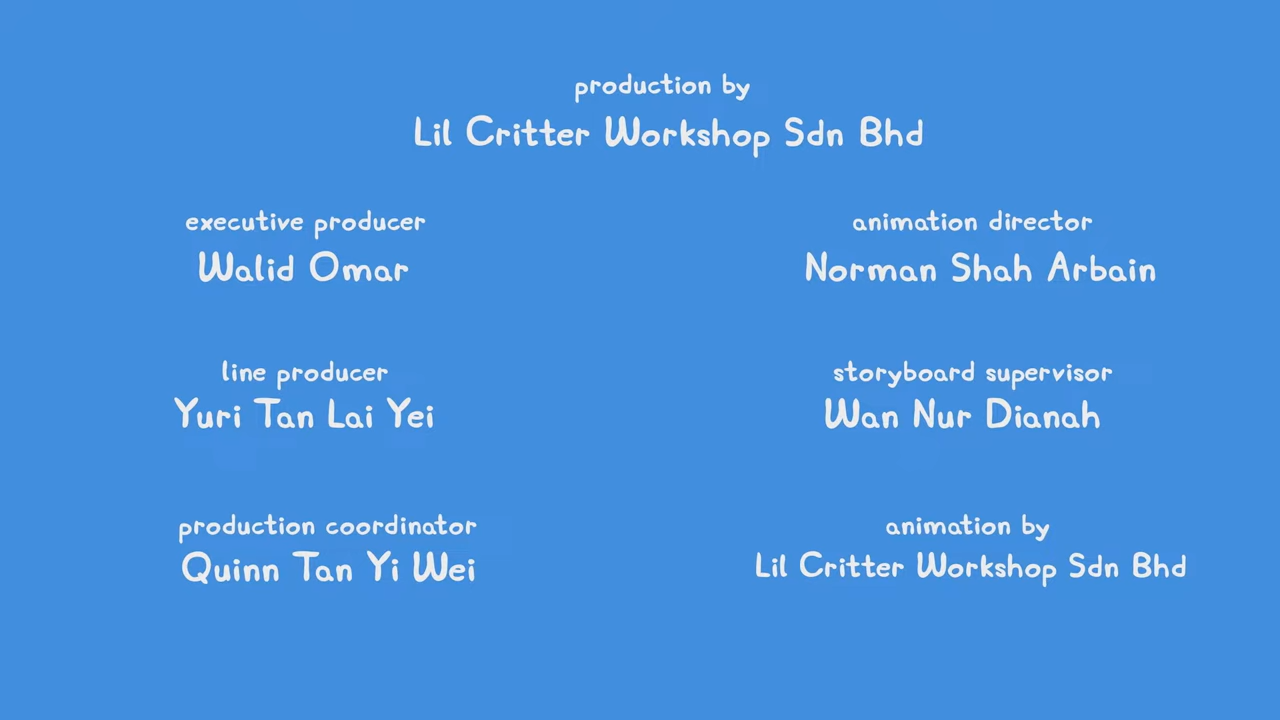 production by
Lil Critter Workshop Sdn Bhd
executive producer
Walid Omar
animation director
Norman Shah Arbain
line producer
Yuri Tan Lai Yei
storyboard supervisor
Wan Nur Dianah
production coordinator
Quinn Tan Yi Wei
animation by
Lil Critter Workshop Sdn Bhd